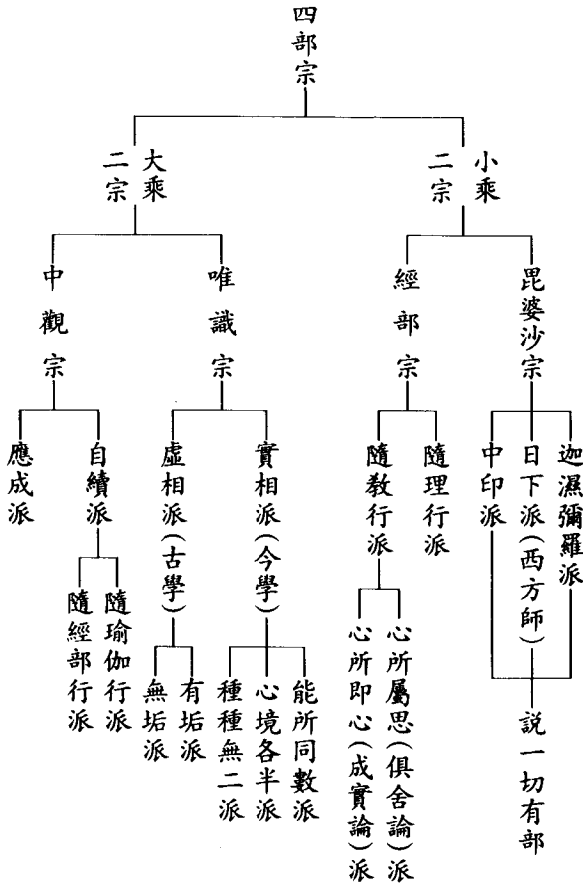 四部宗
小乘
二宗
大乘
二宗
毘婆沙宗
經部宗
唯識宗
中觀宗
迦濕彌羅派
日下派(西方師)
中印派
隨理行派
隨教行派
實相派(今學)
虛相派(古學)
自續派
應成派
說一切有部
心所屬思(俱舍論)派
心所即心(成實論)派
能所同數派
心境各半派
種種無二派
有垢派
無垢派
隨瑜伽行派
隨經部行派